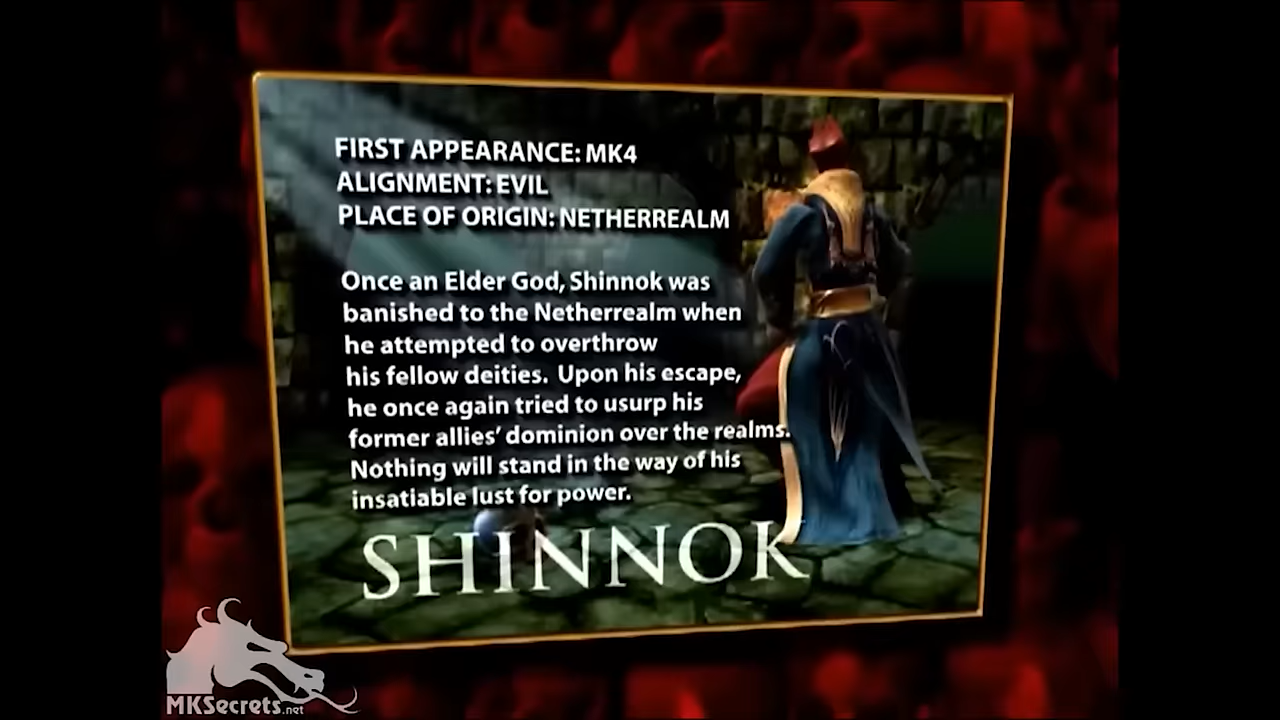 FIRST APPEARANCE: MK4
ALIGNMENT: EVIL
PLACE OF ORIGIN: NETHERREALM
Once an Elder God, Shinnok was
banished to the Netherrealm when
he attempted to overthrow
his fellow deities. Upon his escape,
he once again tried to usurp his
former allies' dominion over the realms.
Nothing will stand in the way of his
insatiable lust for power.
SHINNOK
MKSecrets.net